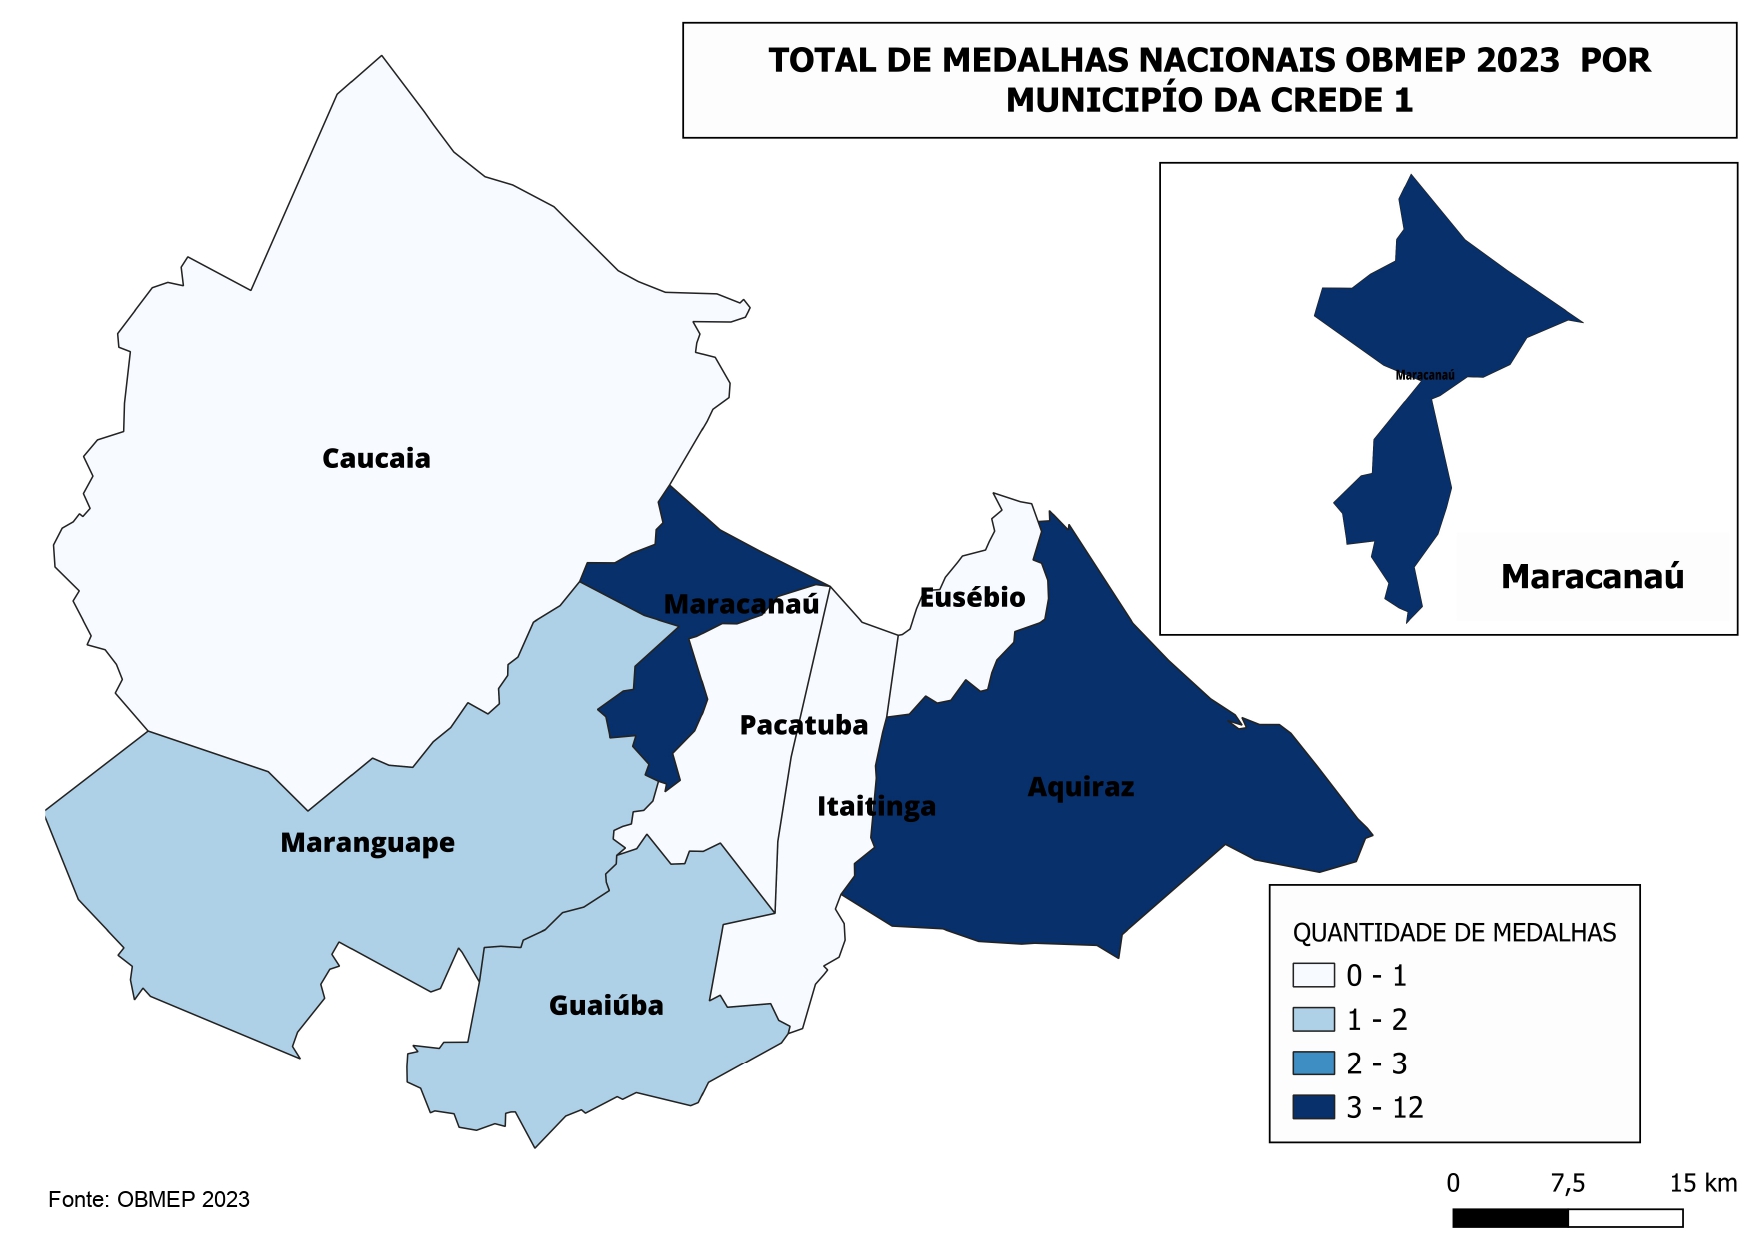 TOTAL DE MEDALHAS NACIONAIS OBMEP 2023 POR
MUNICIPÍO DA CREDE 1
Maracanaú
Maracanaú
Caucaia
Maracanaú
Eusébio
Pacatuba
Itaitinga
Aquiraz
Maranguape
Guaiúba
QUANTIDADE DE MEDALHAS
0 - 1
1 - 2
2 - 3
3 - 12
0 7,5 15 km
Fonte: OBMEP 2023